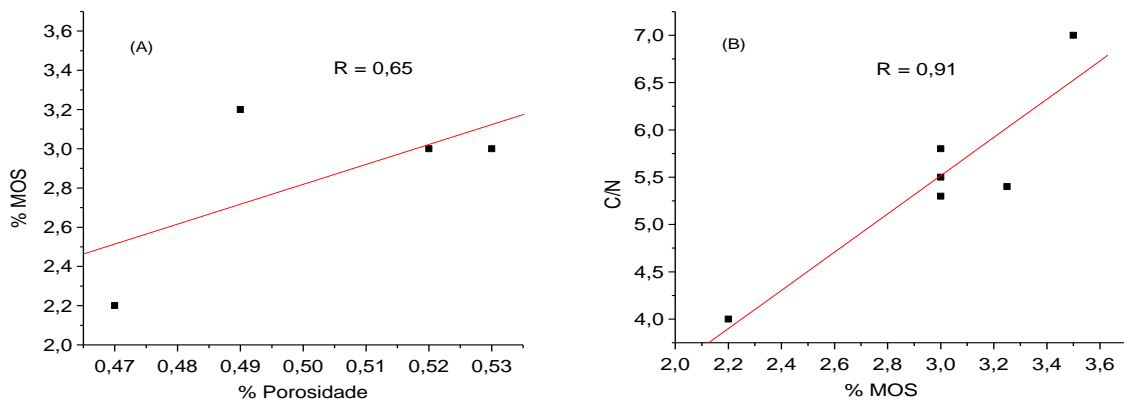 (A)
R = 0,65
% MOS
3,6
3,4
3,2
3,0
2,8
2,6
2,4
2,2
2,0
0,47 0,48 0,49 0,50 0,51 0,52 0,53
% Porosidade
(B)
R = 0,91
C/N
7,0
6,5
6,0
5,5
5,0
4,5
4,0
2,0 2,2 2,4 2,6 2,8 3,0 3,2 3,4 3,6
% MOS